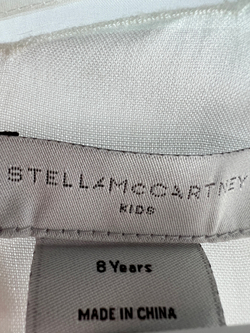 STELLAMcCARTNEY
KIDS
8 Years
MADE IN CHINA